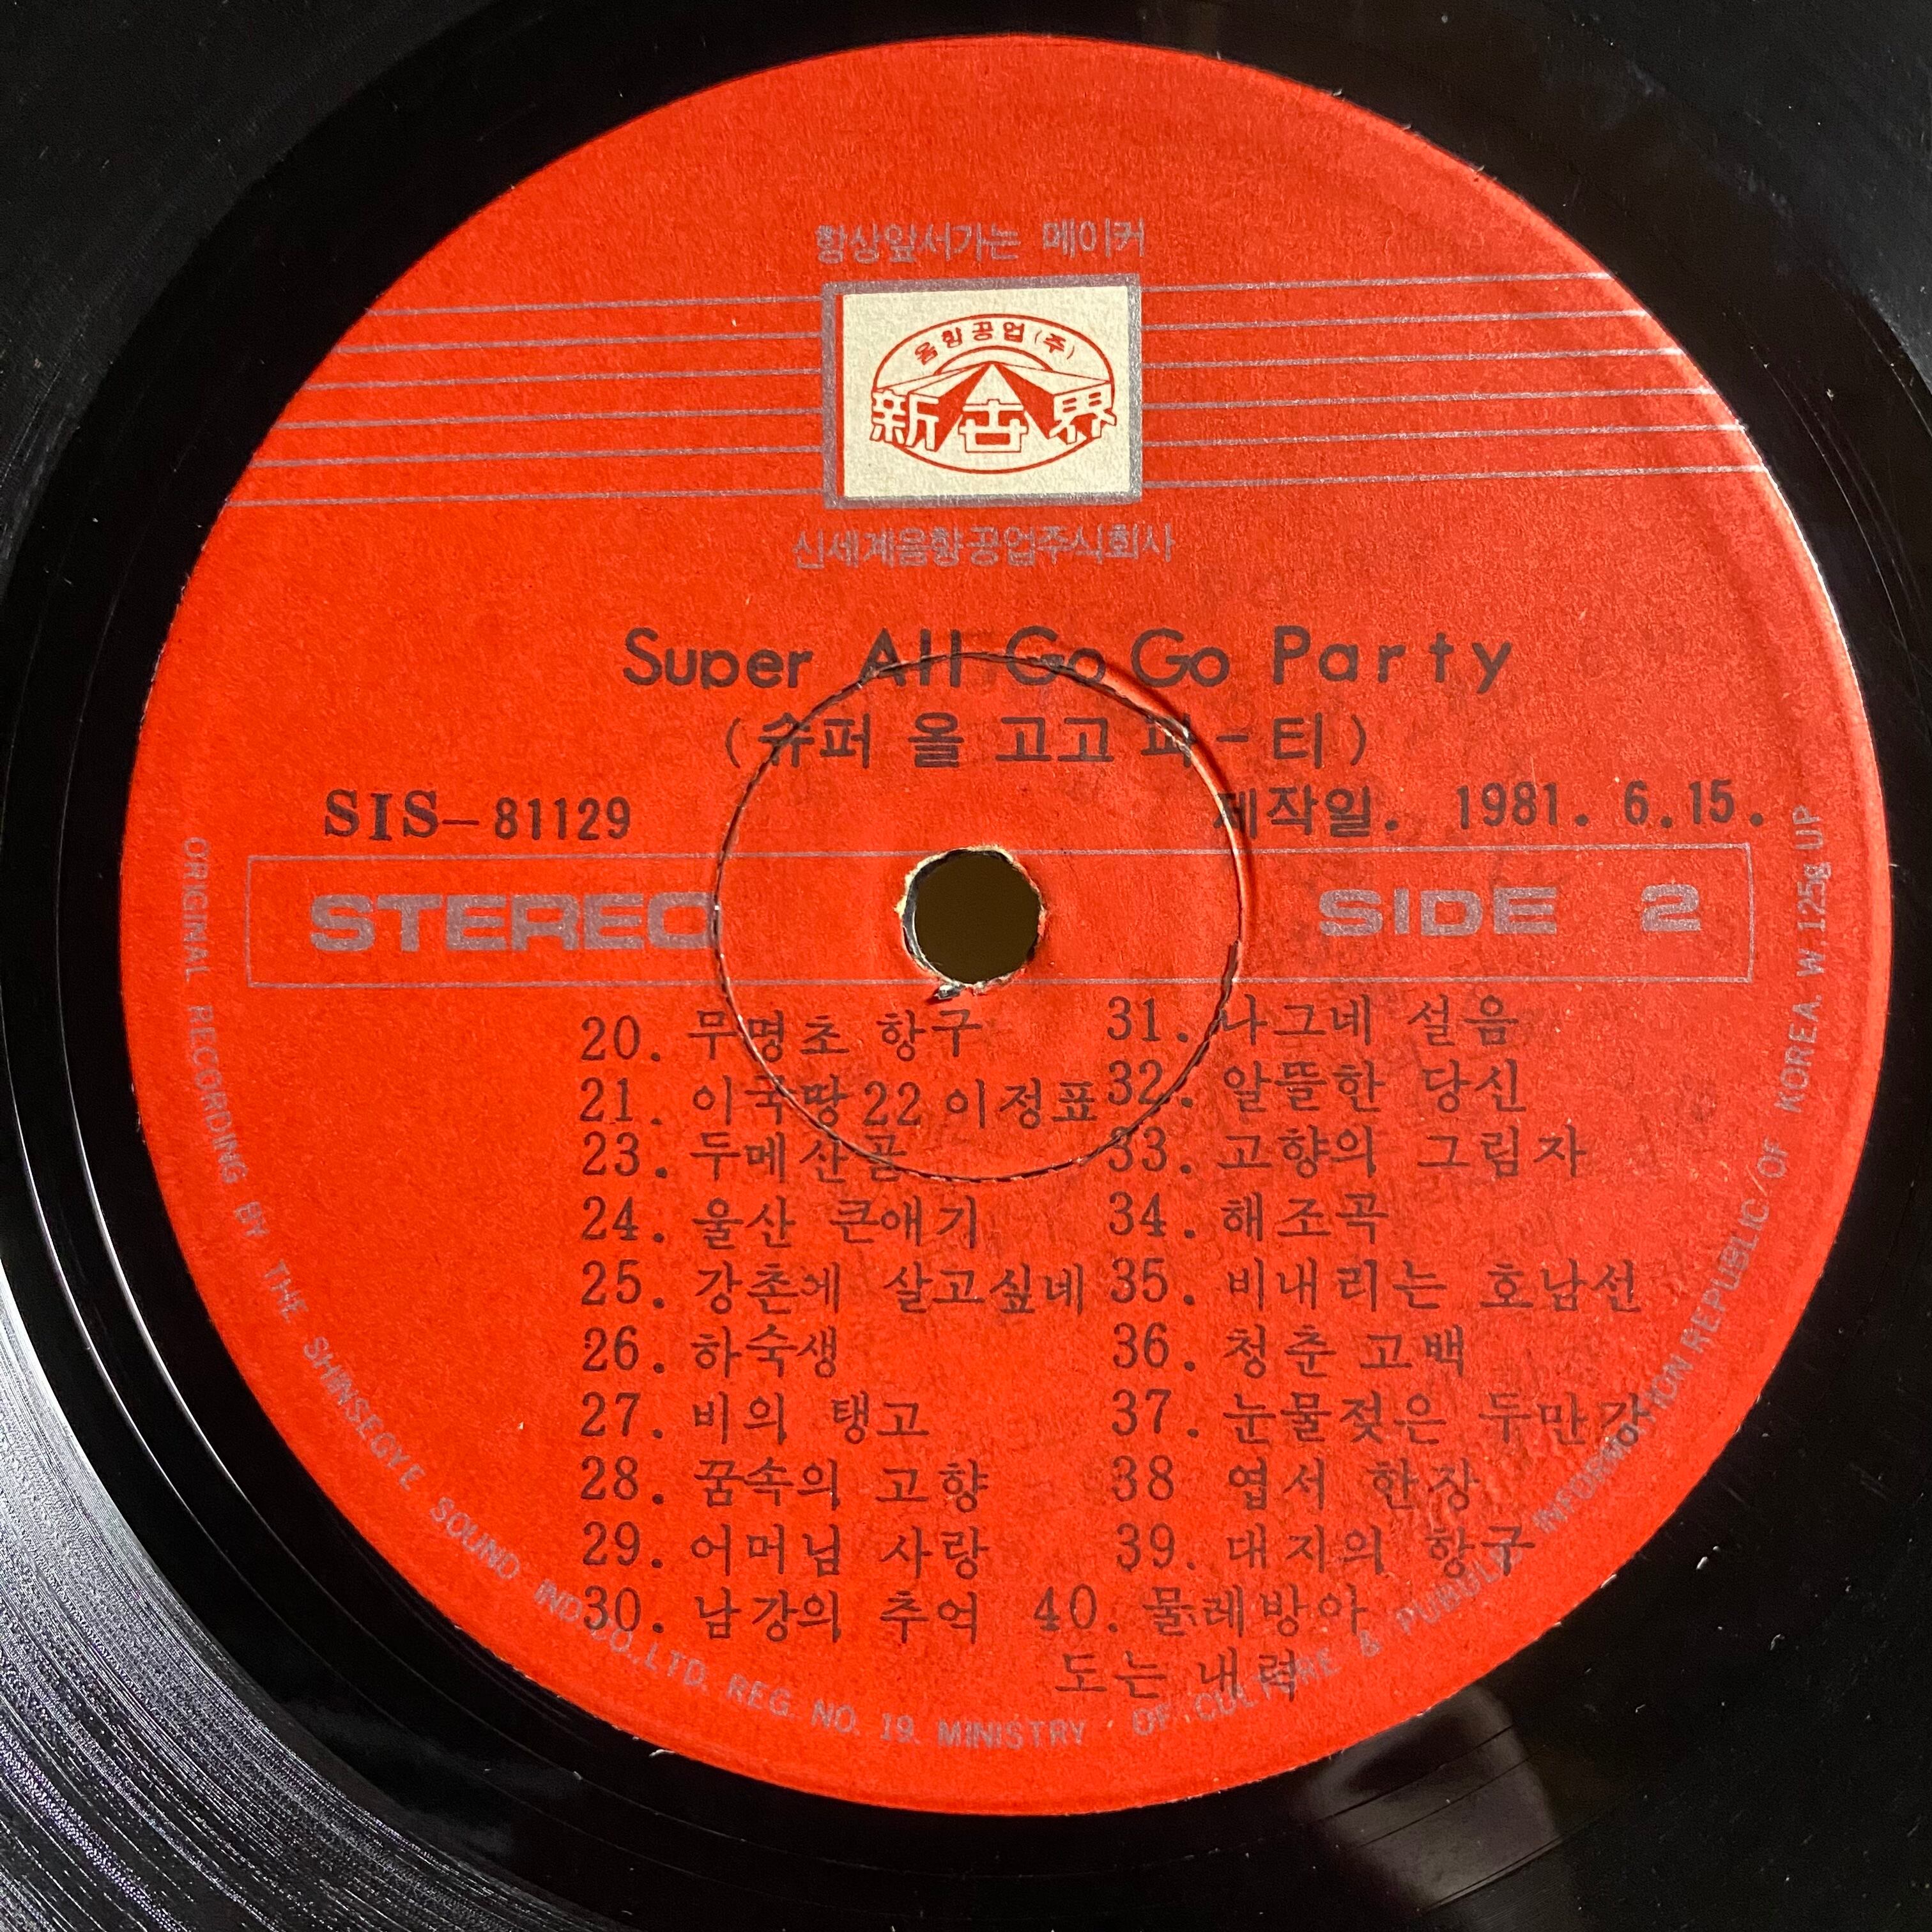 항상앞서가는 메이커
음향공업(주)
新世界
신세계음향공업주식회사
Super All Go Go Party
(슈퍼 올 고고 파-티)
SIS-81129
제작일. 1981. 6.15.
STEREO
SIDE 2
20. 무명초 항구
21. 이국땅 22 이정표
23. 두메산골
24. 울산 큰애기
25. 강촌에 살고싶네
26. 하숙생
27. 비의 탱고
28. 꿈속의 고향
29. 어머님 사랑
30. 남강의 추억
31. 나그네 설음
32. 알뜰한 당신
33. 고향의 그림자
34. 해조곡
35. 비내리는 호남선
36. 청춘 고백
37. 눈물젖은 두만강
38 엽서 한장
39. 대지의 항구
40. 물레방아
도는 내력
ORIGINAL RECORDING BY THE SHINSEGYE SOUND IND. CO., LTD. REG. NO. 19. MINISTRY OF CULTURE & PUBULIC INFORMOTION REPUBLIC/OF KOREA. W.125g UP